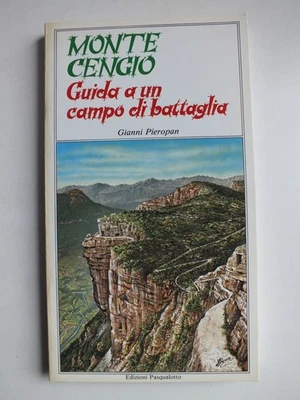 MONTE
CENGIO
Guida a un
campo di battaglia
Gianni Pieropan
Edizioni Pasqualotto